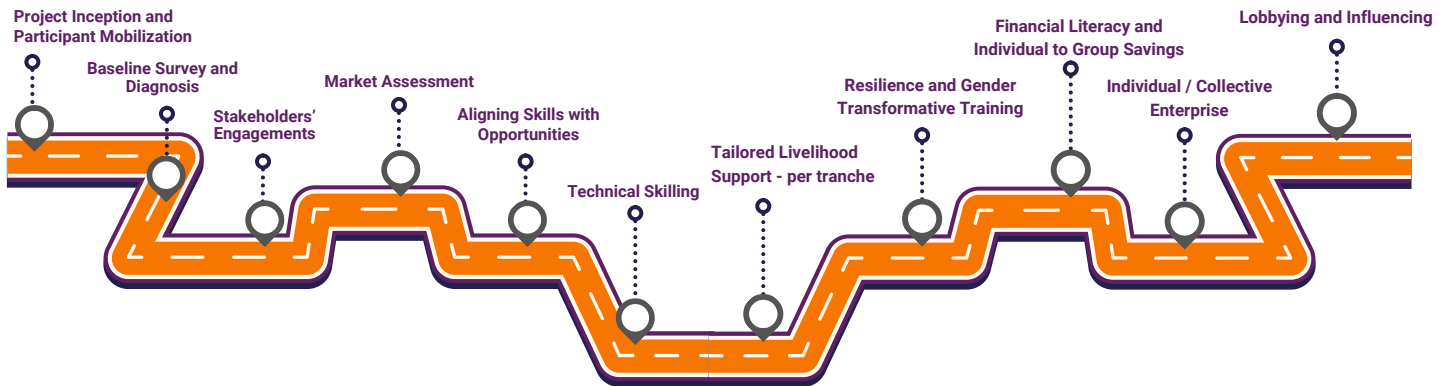 Project Inception and
Participant Mobilization
Baseline Survey and
Diagnosis
Stakeholders'
Engagements
Market Assessment
Aligning Skills with
Opportunities
Technical Skilling
Tailored Livelihood
Support - per tranche
Resilience and Gender
Transformative Training
Financial Literacy and
Individual to Group Savings
Individual / Collective
Enterprise
Lobbying and Influencing